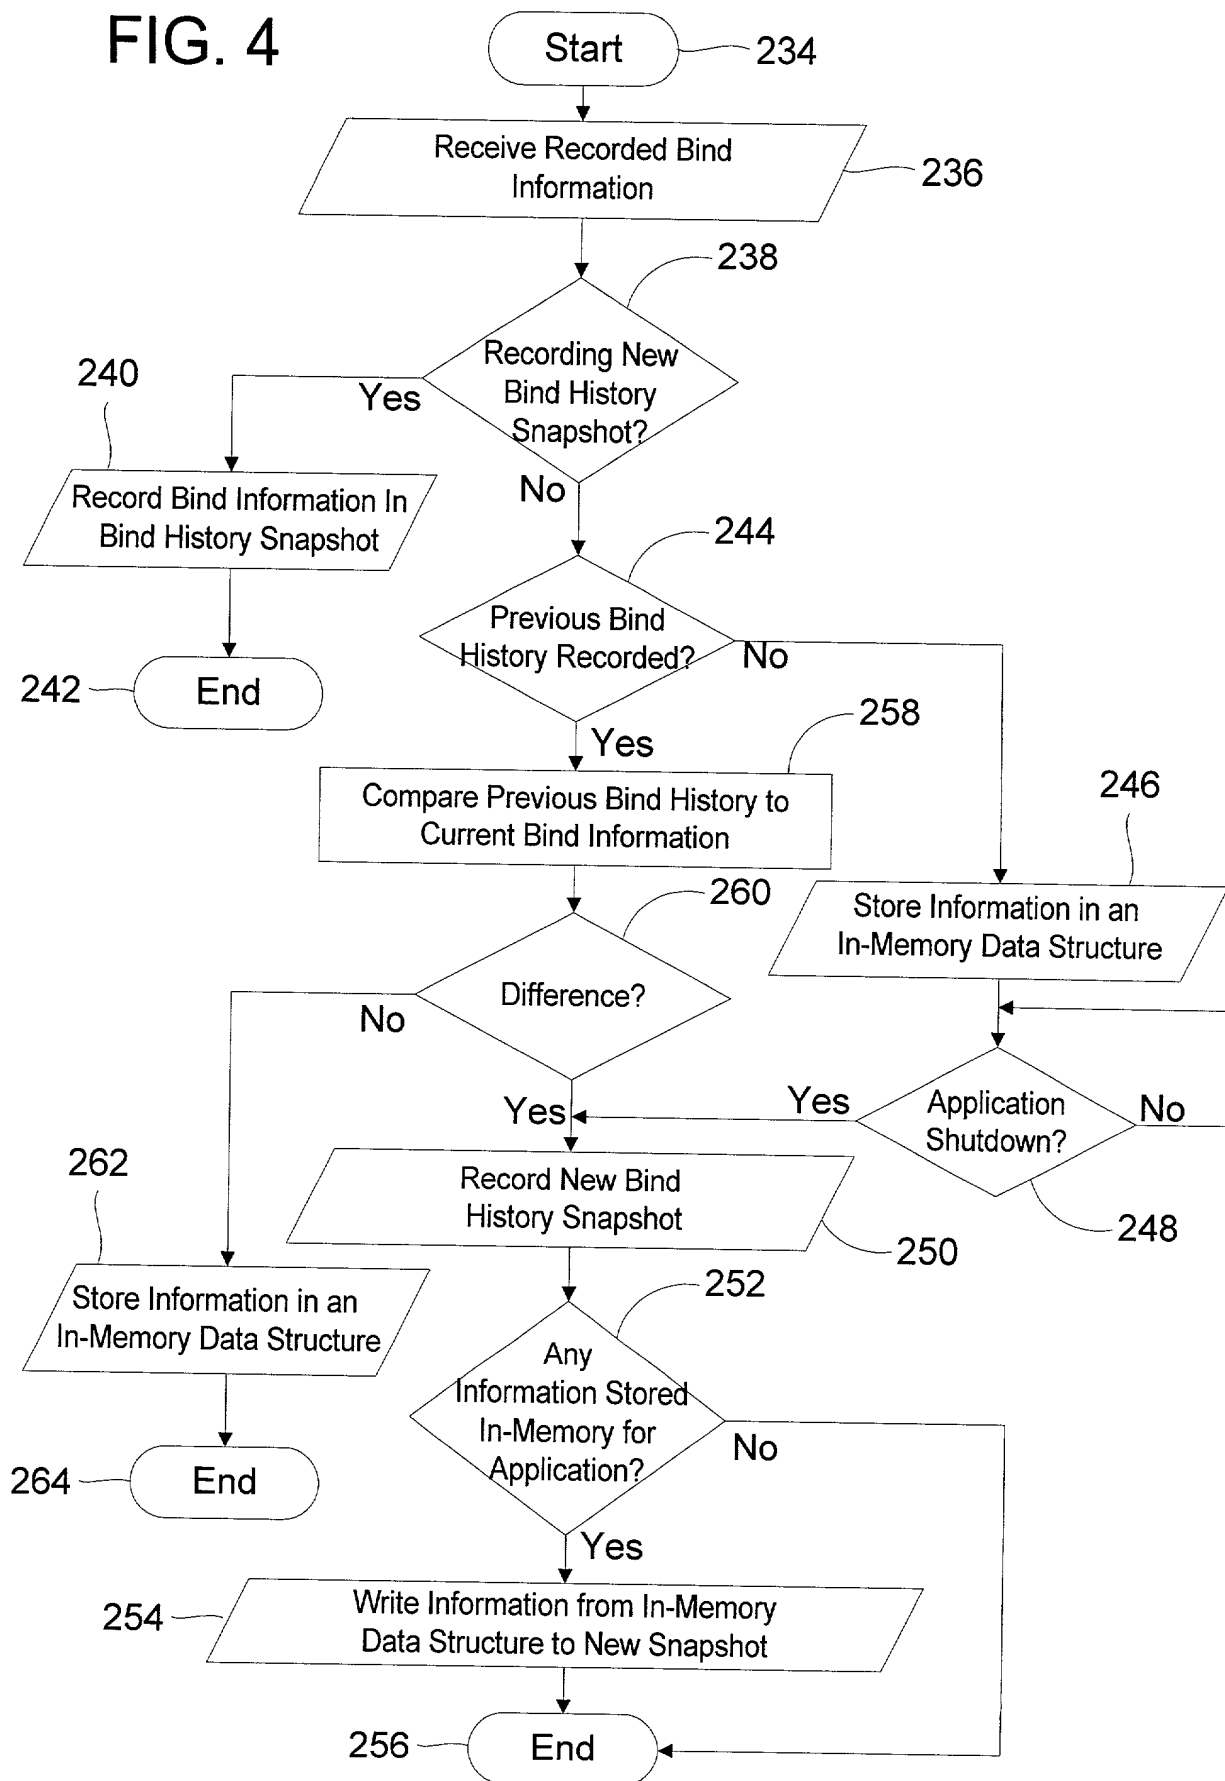 FIG. 4
Start
234
Receive Recorded Bind
Information
236
238
Recording New
Bind History
Snapshot?
Yes
No
240
Record Bind Information In
Bind History Snapshot
242
End
244
Previous Bind
History Recorded?
No
Yes
258
Compare Previous Bind History to
Current Bind Information
246
Store Information in an
In-Memory Data Structure
260
Difference?
No
Yes
Application
Shutdown?
Yes
No
248
262
Store Information in an
In-Memory Data Structure
264
End
Record New Bind
History Snapshot
250
252
Any
Information Stored
In-Memory for
Application?
No
Yes
254
Write Information from In-Memory
Data Structure to New Snapshot
256
End